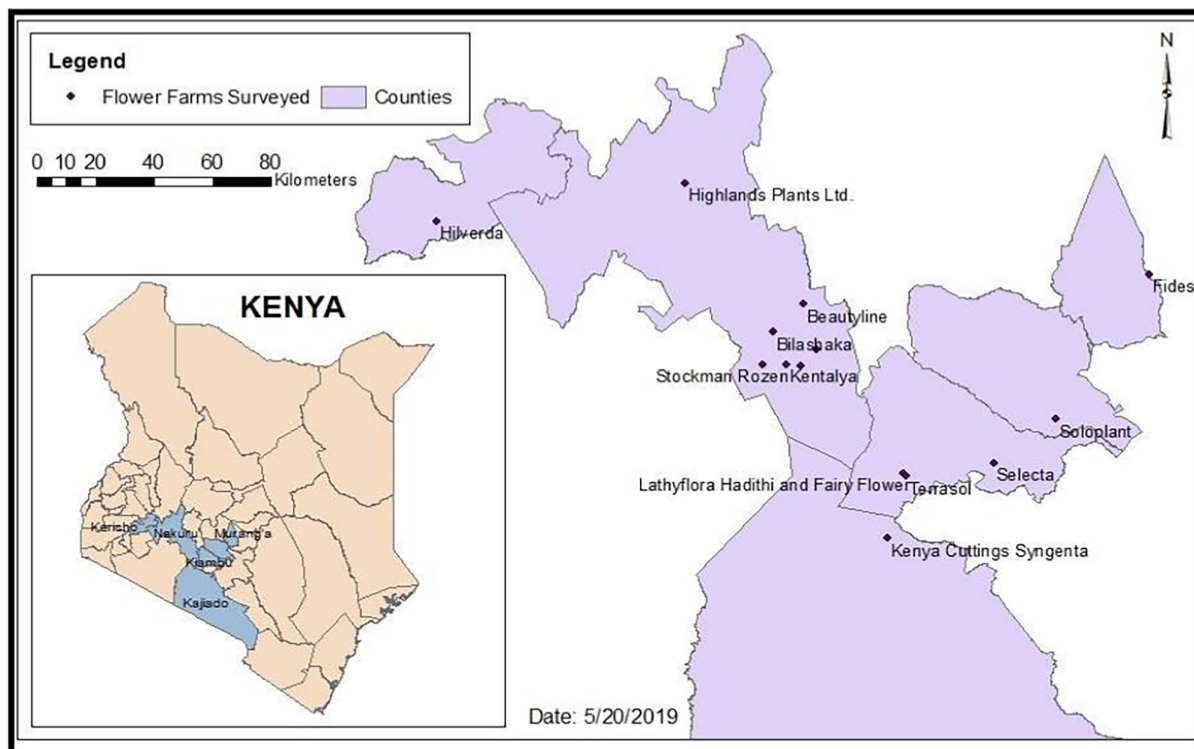 Legend
Flower Farms Surveyed
Counties
0 10 20 40 60 80
Kilometers
N
Highlands Plants Ltd.
Hilverda
Fides
Beautyline
Bilashaka
Stockman Rozen
Kentalya
Soloplant
Selecta
Lathyflora Hadithi and Fairy Flower
Terrasol
Kenya Cuttings Syngenta
KENYA
Kericho
Nakuru
Murang'a
Kiambu
Kajiado
Date: 5/20/2019